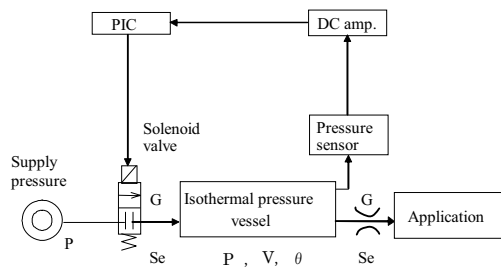 PIC
DC amp.
Solenoid
valve
Pressure
sensor
Supply
pressure
P
G
Se
Isothermal pressure
vessel
P , V, θ
G
Se
Application